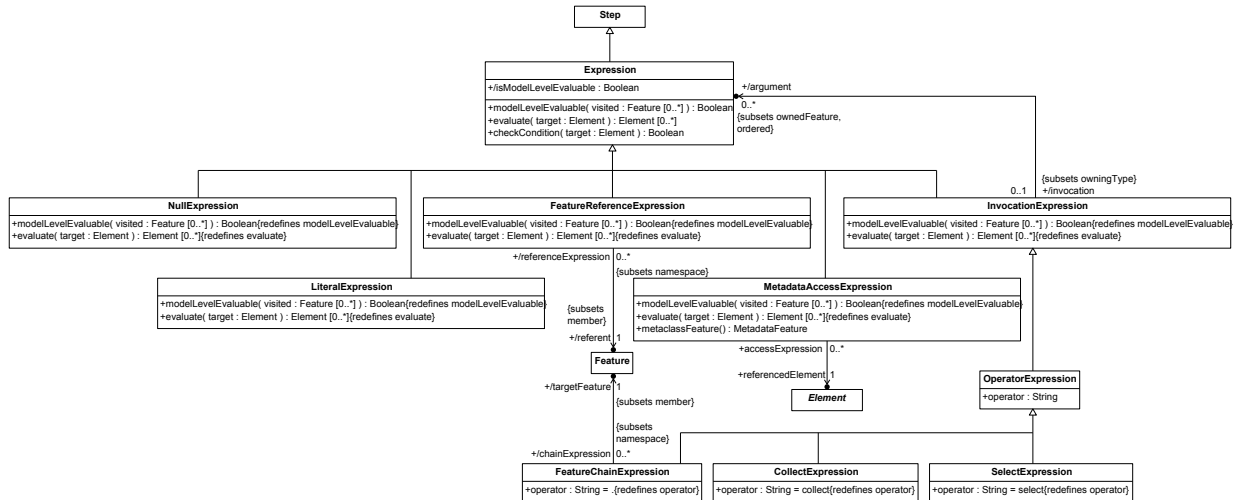 Step
Expression
+/isModelLevelEvaluable : Boolean
+modelLevelEvaluable( visited : Feature [0..*] ) : Boolean
+evaluate( target : Element ) : Element [0..*]
+checkCondition( target : Element ) : Boolean
+/argument
0..*
{subsets ownedFeature,
ordered}
{subsets owningType}
0..1
+/invocation
NullExpression
+modelLevelEvaluable( visited : Feature [0..*] ) : Boolean{redefines modelLevelEvaluable}
+evaluate( target : Element ) : Element [0..*]{redefines evaluate}
FeatureReferenceExpression
+modelLevelEvaluable( visited : Feature [0..*] ) : Boolean{redefines modelLevelEvaluable}
+evaluate( target : Element ) : Element [0..*]{redefines evaluate}
InvocationExpression
+modelLevelEvaluable( visited : Feature [0..*] ) : Boolean{redefines modelLevelEvaluable}
+evaluate( target : Element ) : Element [0..*]{redefines evaluate}
+/referenceExpression
0..*
{subsets namespace}
LiteralExpression
+modelLevelEvaluable( visited : Feature [0..*] ) : Boolean{redefines modelLevelEvaluable}
+evaluate( target : Element ) : Element [0..*]{redefines evaluate}
MetadataAccessExpression
+modelLevelEvaluable( visited : Feature [0..*] ) : Boolean{redefines modelLevelEvaluable}
+evaluate( target : Element ) : Element [0..*]{redefines evaluate}
+metaclassFeature() : MetadataFeature
{subsets
member}
+/referent
1
Feature
+accessExpression
0..*
+referencedElement
1
Element
+/targetFeature
1
{subsets member}
{subsets
namespace}
+/chainExpression
0..*
OperatorExpression
+operator : String
FeatureChainExpression
+operator : String = .{redefines operator}
CollectExpression
+operator : String = collect{redefines operator}
SelectExpression
+operator : String = select{redefines operator}